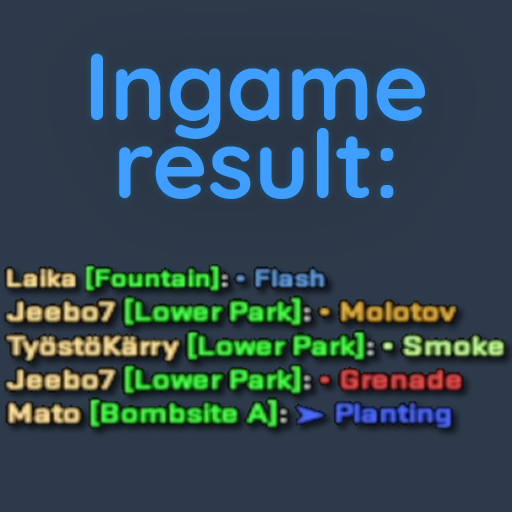 Ingame
result:
Laika [Fountain]: • Flash
Jeebo7 [Lower Park]: • Molotov
TyöstöKärry [Lower Park]: • Smoke
Jeebo7 [Lower Park]: • Grenade
Mato [Bombsite A]: ➤ Planting